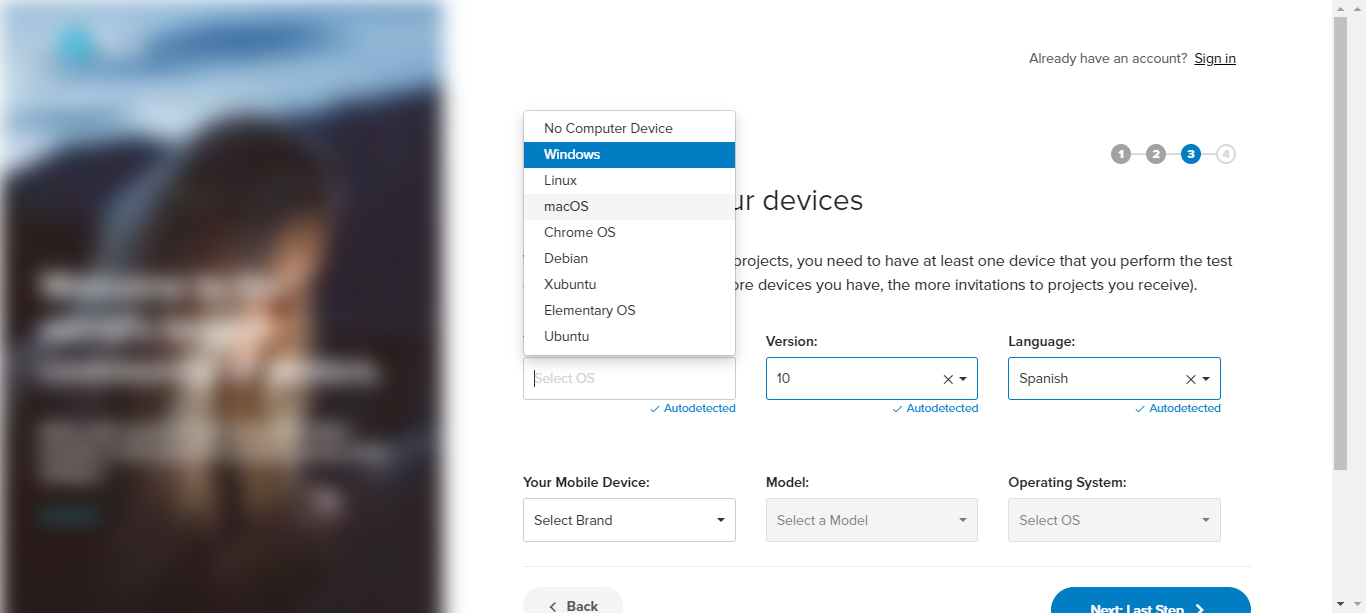 Already have an account? Sign in
No Computer Device
Windows
Linux
macOS
Chrome OS
Debian
Xubuntu
Elementary OS
Ubuntu
1 2 3 4
ur devices
projects, you need to have at least one device that you perform the test
ore devices you have, the more invitations to projects you receive).
Version: Language:
Select OS 10 Spanish
Autodetected Autodetected Autodetected
Your Mobile Device: Model: Operating System:
Select Brand Select a Model Select OS
Back Next: Last Step